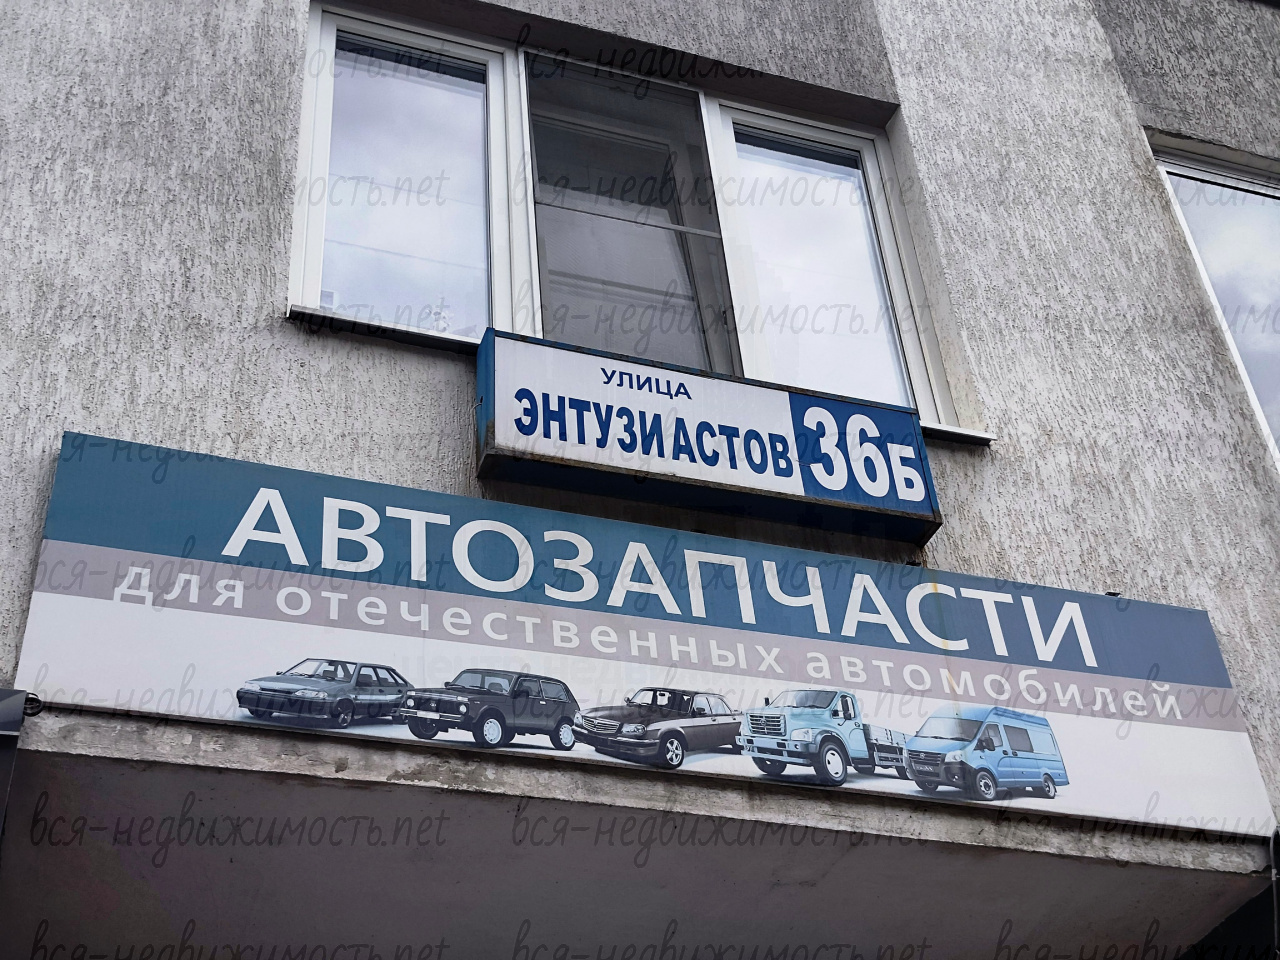 УЛИЦА
ЭНТУЗИАСТОВ 36Б
АВТОЗАПЧАСТИ
для отечественных автомобилей
вся-недвижимость.net